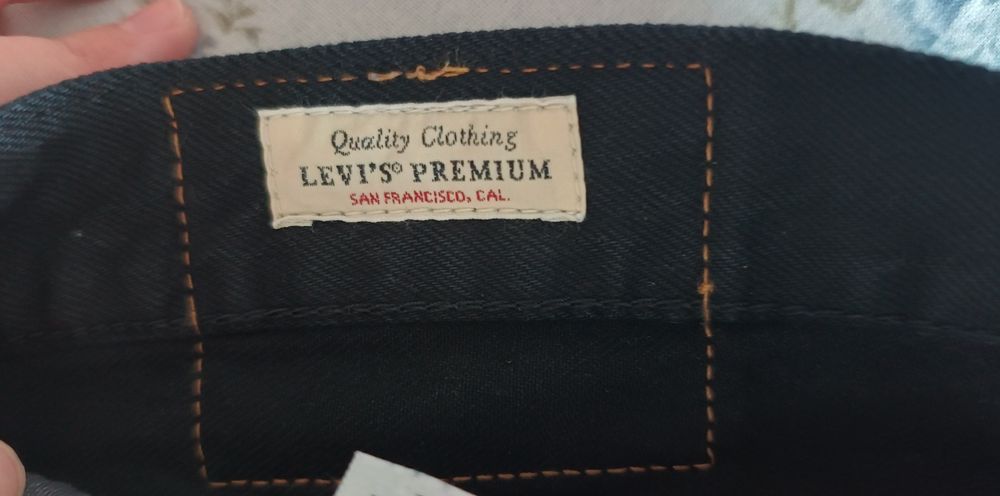 Quality Clothing
LEVI'S® PREMIUM
SAN FRANCISCO, CAL.